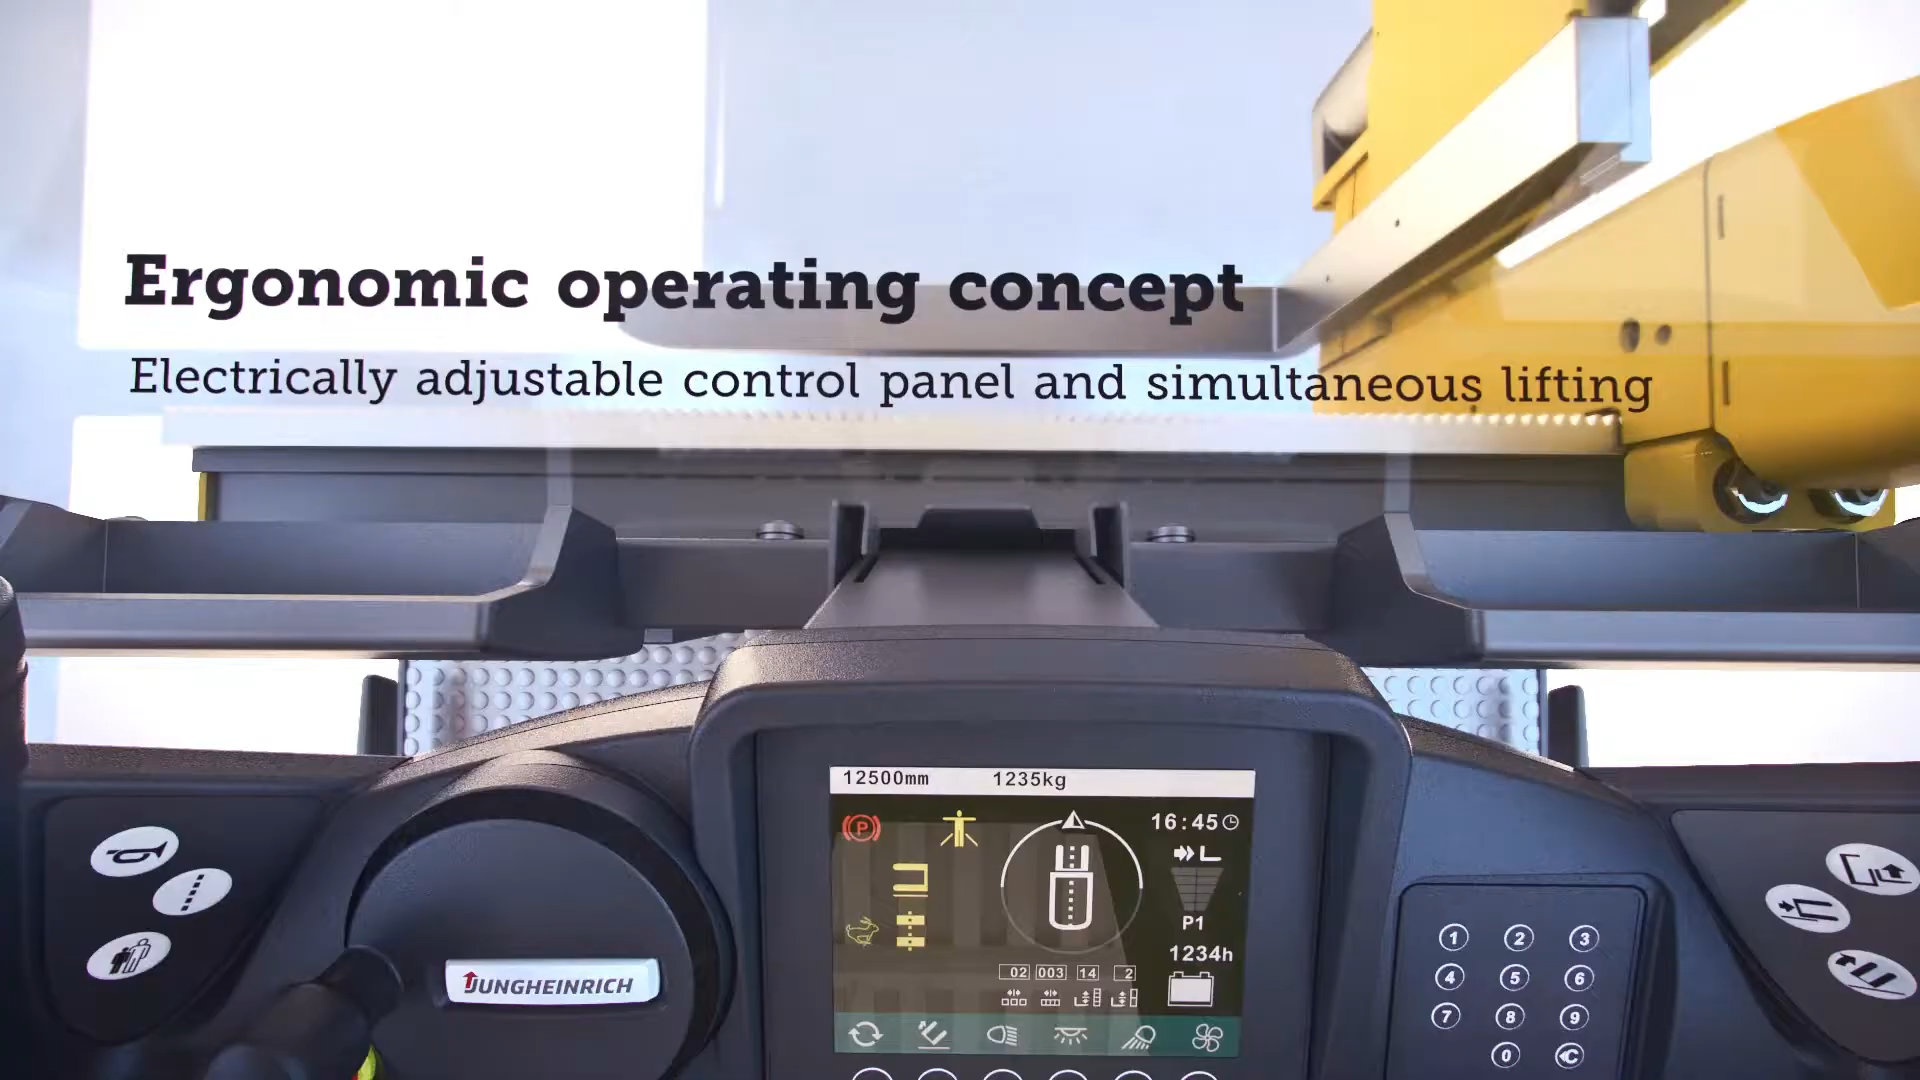 Ergonomic operating concept
Electrically adjustable control panel and simultaneous lifting
12500mm 1235kg
P
16:45
P1
1234h
02 003 14 2
JUNGHEINRICH
1 2 3
4 5 6
7 8 9
0 C